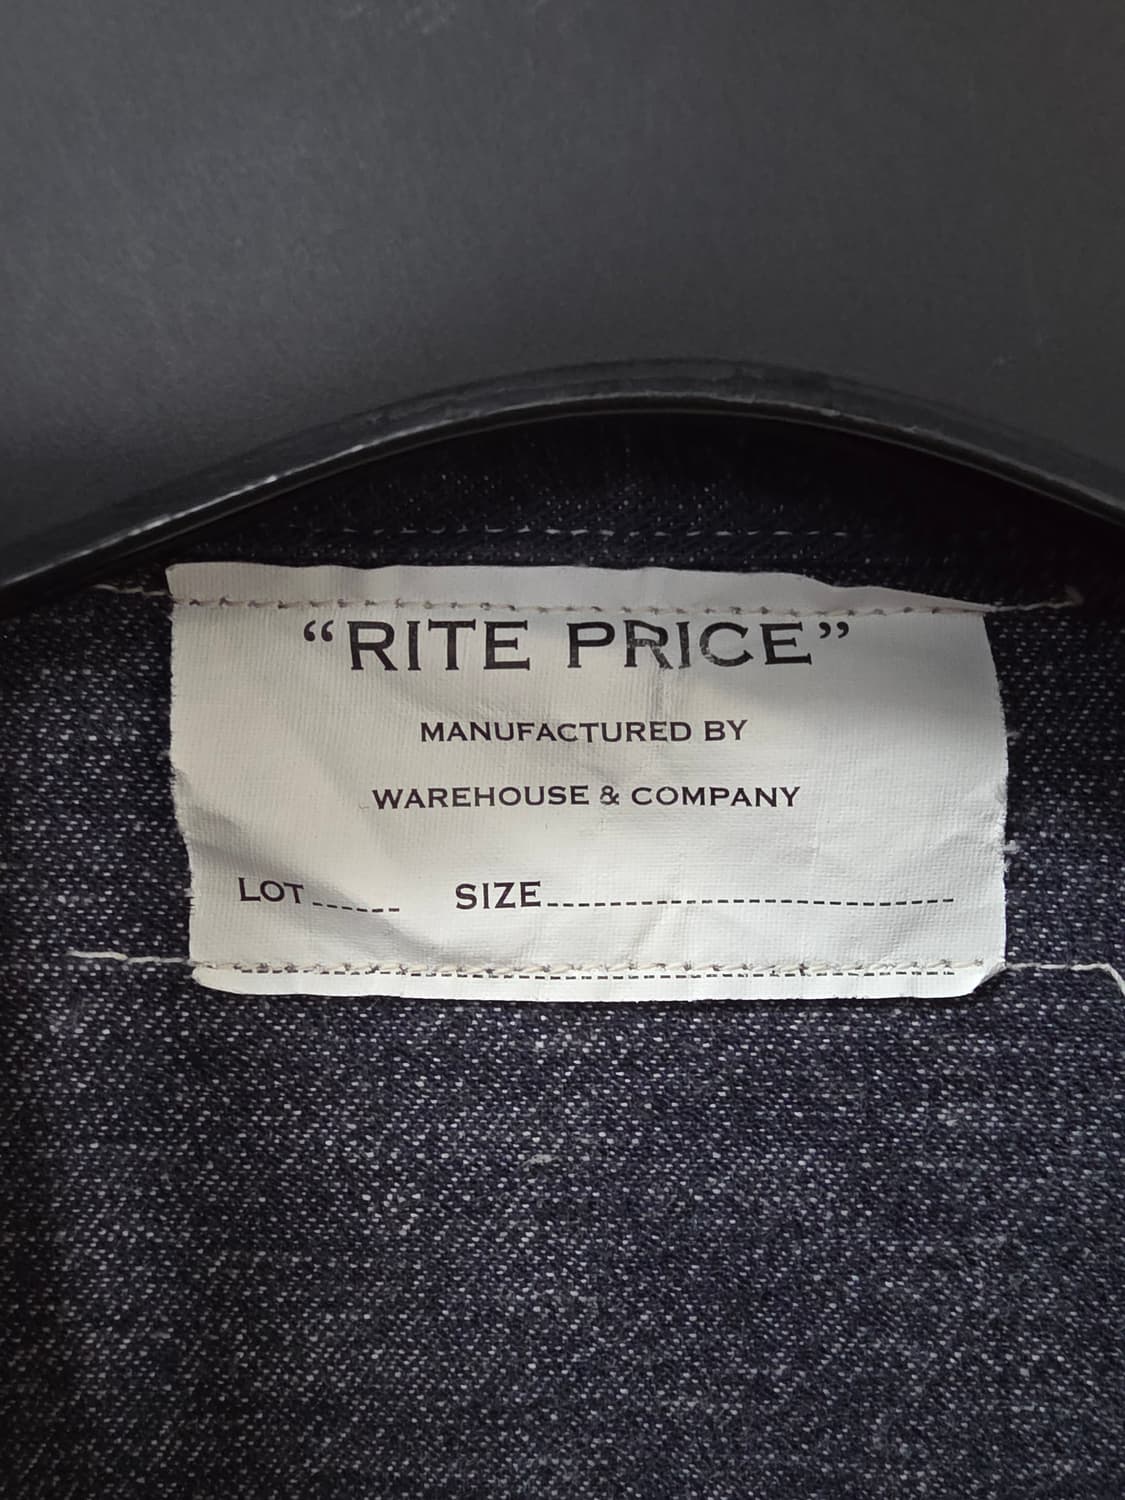 “RITE PRICE”
MANUFACTURED BY
WAREHOUSE & COMPANY
LOT...... SIZE..............................